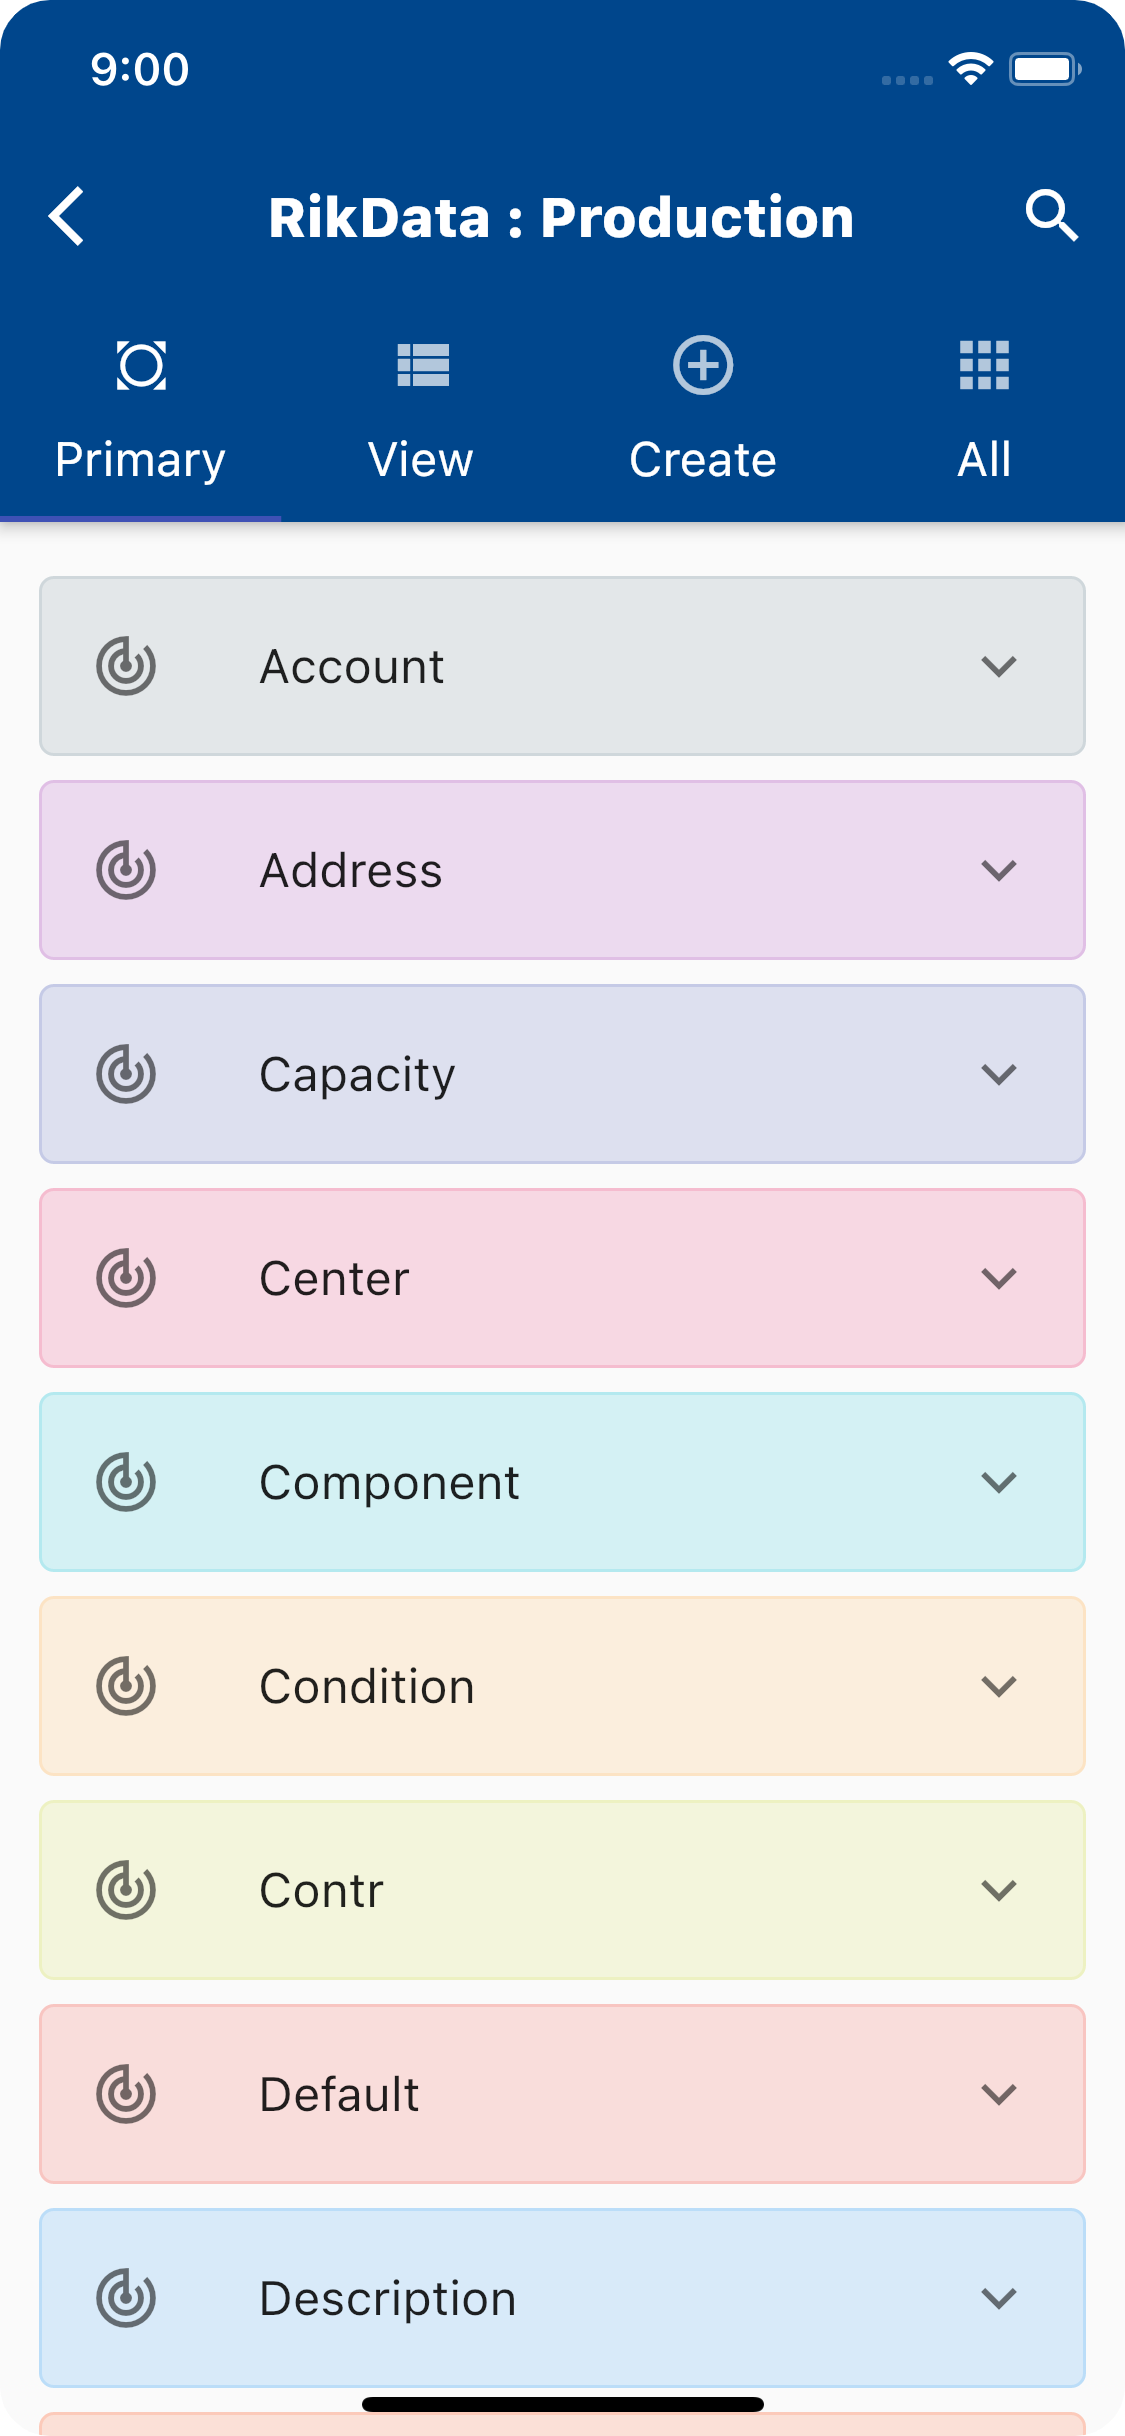 9:00
RikData : Production
Primary View Create All
Account
Address
Capacity
Center
Component
Condition
Contr
Default
Description